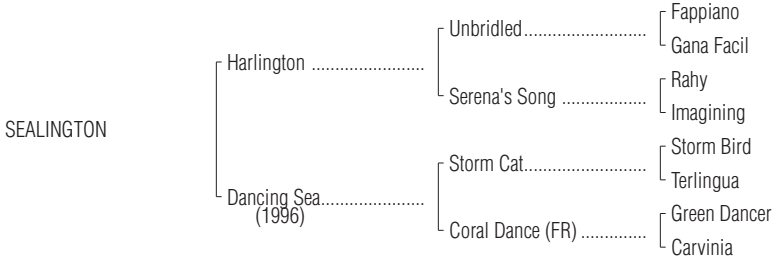 Fappiano
Unbridled..........................
Gana Facil
Harlington ........................
Rahy
Serena's Song ..................
Imagining
SEALINGTON
Storm Bird
Storm Cat..........................
Terlingua
Dancing Sea......................
(1996)
Green Dancer
Coral Dance (FR) ..............
Carvinia